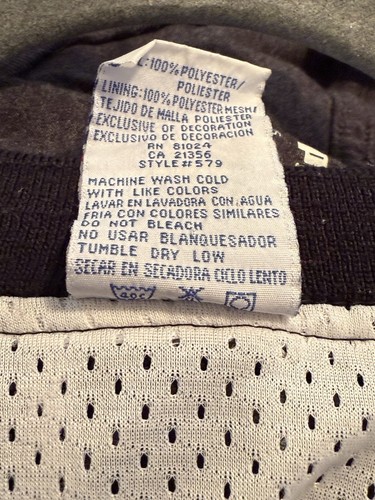 L:100% POLYESTER/
POLIESTER
LINING:100% POLYESTER MESH/
TEJIDO DE MALLA POLIESTER
EXCLUSIVE OF DECORATION
EXCLUSIVO DE DECORACION
RN 81024
CA 21356
STYLE#579
MACHINE WASH COLD
WITH LIKE COLORS
LAVAR EN LAVADORA CON AGUA
FRIA CON COLORES SIMILARES
DO NOT BLEACH
NO USAR BLANQUESADOR
TUMBLE DRY LOW
SECAR EN SECADORA CICLO LENTO